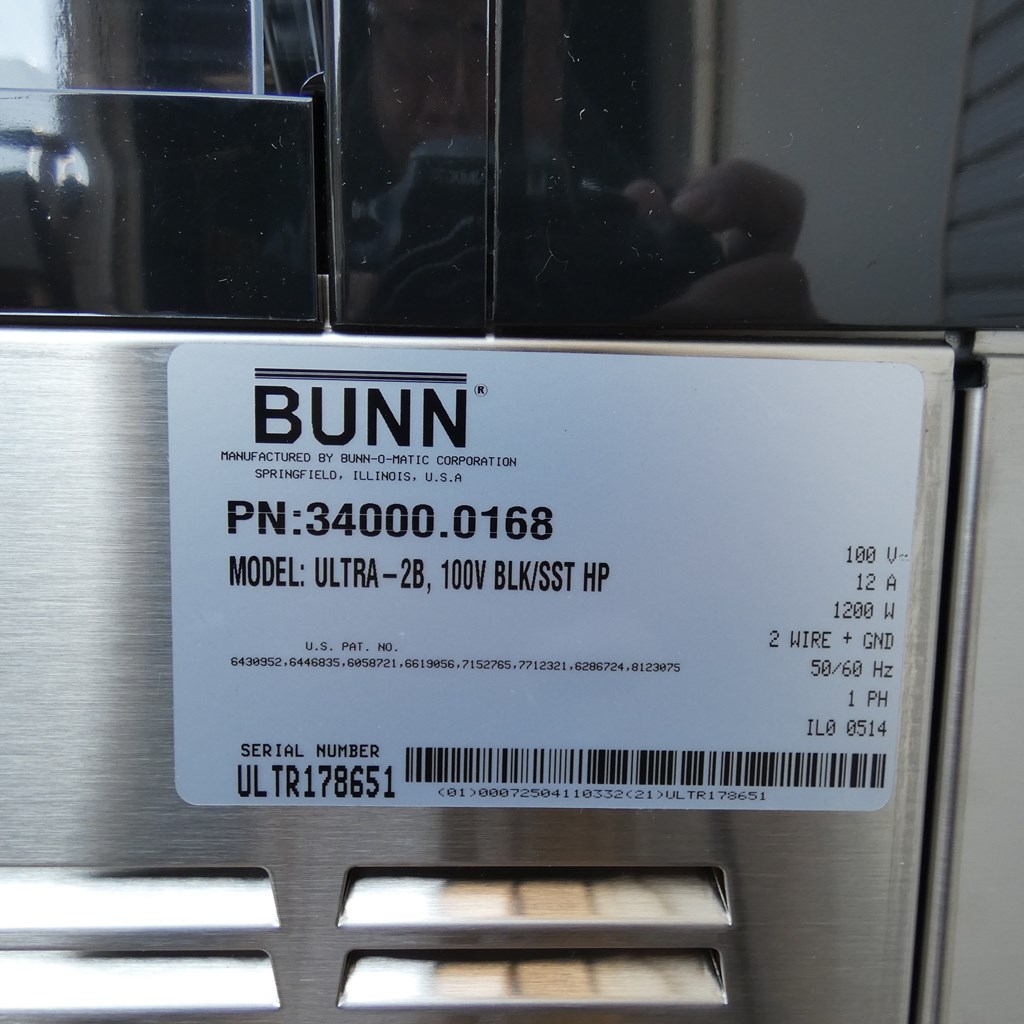 BUNN®
MANUFACTURED BY BUNN-O-MATIC CORPORATION
SPRINGFIELD, ILLINOIS, U.S.A
PN:34000.0168
MODEL: ULTRA-2B, 100V BLK/SST HP
100 V~
12 A
1200 W
2 WIRE + GND
50/60 Hz
1 PH
IL0 0514
U.S. PAT. NO.
6430952,6446835,6058721,6619056,7152765,7712321,6286724,8123075
SERIAL NUMBER
ULTR178651
(01)00072504110332(21)ULTR178651